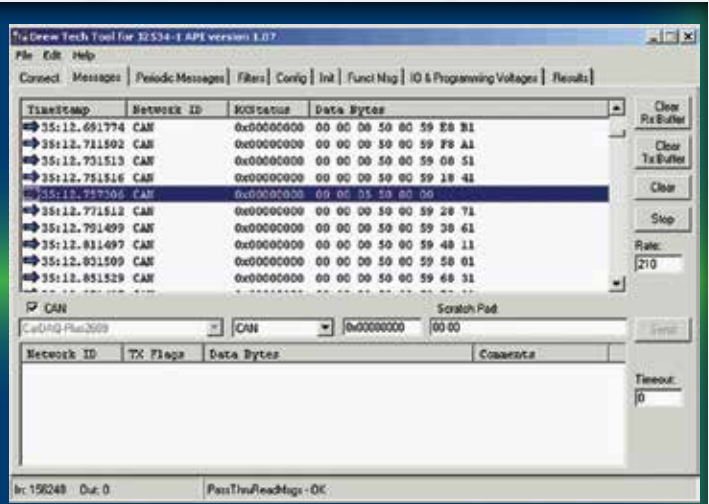 Drew Tech Tool for J2534-1 API version 1.07
File Edit Help
Connect Messages Periodic Messages Filters Config Init Funct Msg IO & Programming Voltages Results
TimeStamp Network ID RXStatus Data Bytes
35:12.691774 CAN 0x00000000 00 00 00 50 00 59 E8 B1
35:12.711502 CAN 0x00000000 00 00 00 50 00 59 F8 A1
35:12.731513 CAN 0x00000000 00 00 00 50 00 59 08 51
35:12.751516 CAN 0x00000000 00 00 00 50 00 59 18 41
35:12.757306 CAN 0x00000000 00 00 05 50 00 00
35:12.771512 CAN 0x00000000 00 00 00 50 00 59 28 71
35:12.791499 CAN 0x00000000 00 00 00 50 00 59 38 61
35:12.811497 CAN 0x00000000 00 00 00 50 00 59 48 11
35:12.831509 CAN 0x00000000 00 00 00 50 00 59 58 01
35:12.851529 CAN 0x00000000 00 00 00 50 00 59 68 31
Clear Rx Buffer
Clear Tx Buffer
Clear
Stop
Rate:
210
CAN
Scratch Pad:
CarDAQ-Plus2609 CAN 0x00000000 00 00
Send
Network ID TX Flags Data Bytes Comments
Timeout:
0
In: 158248 Out: 0 PassThruReadMsgs - OK